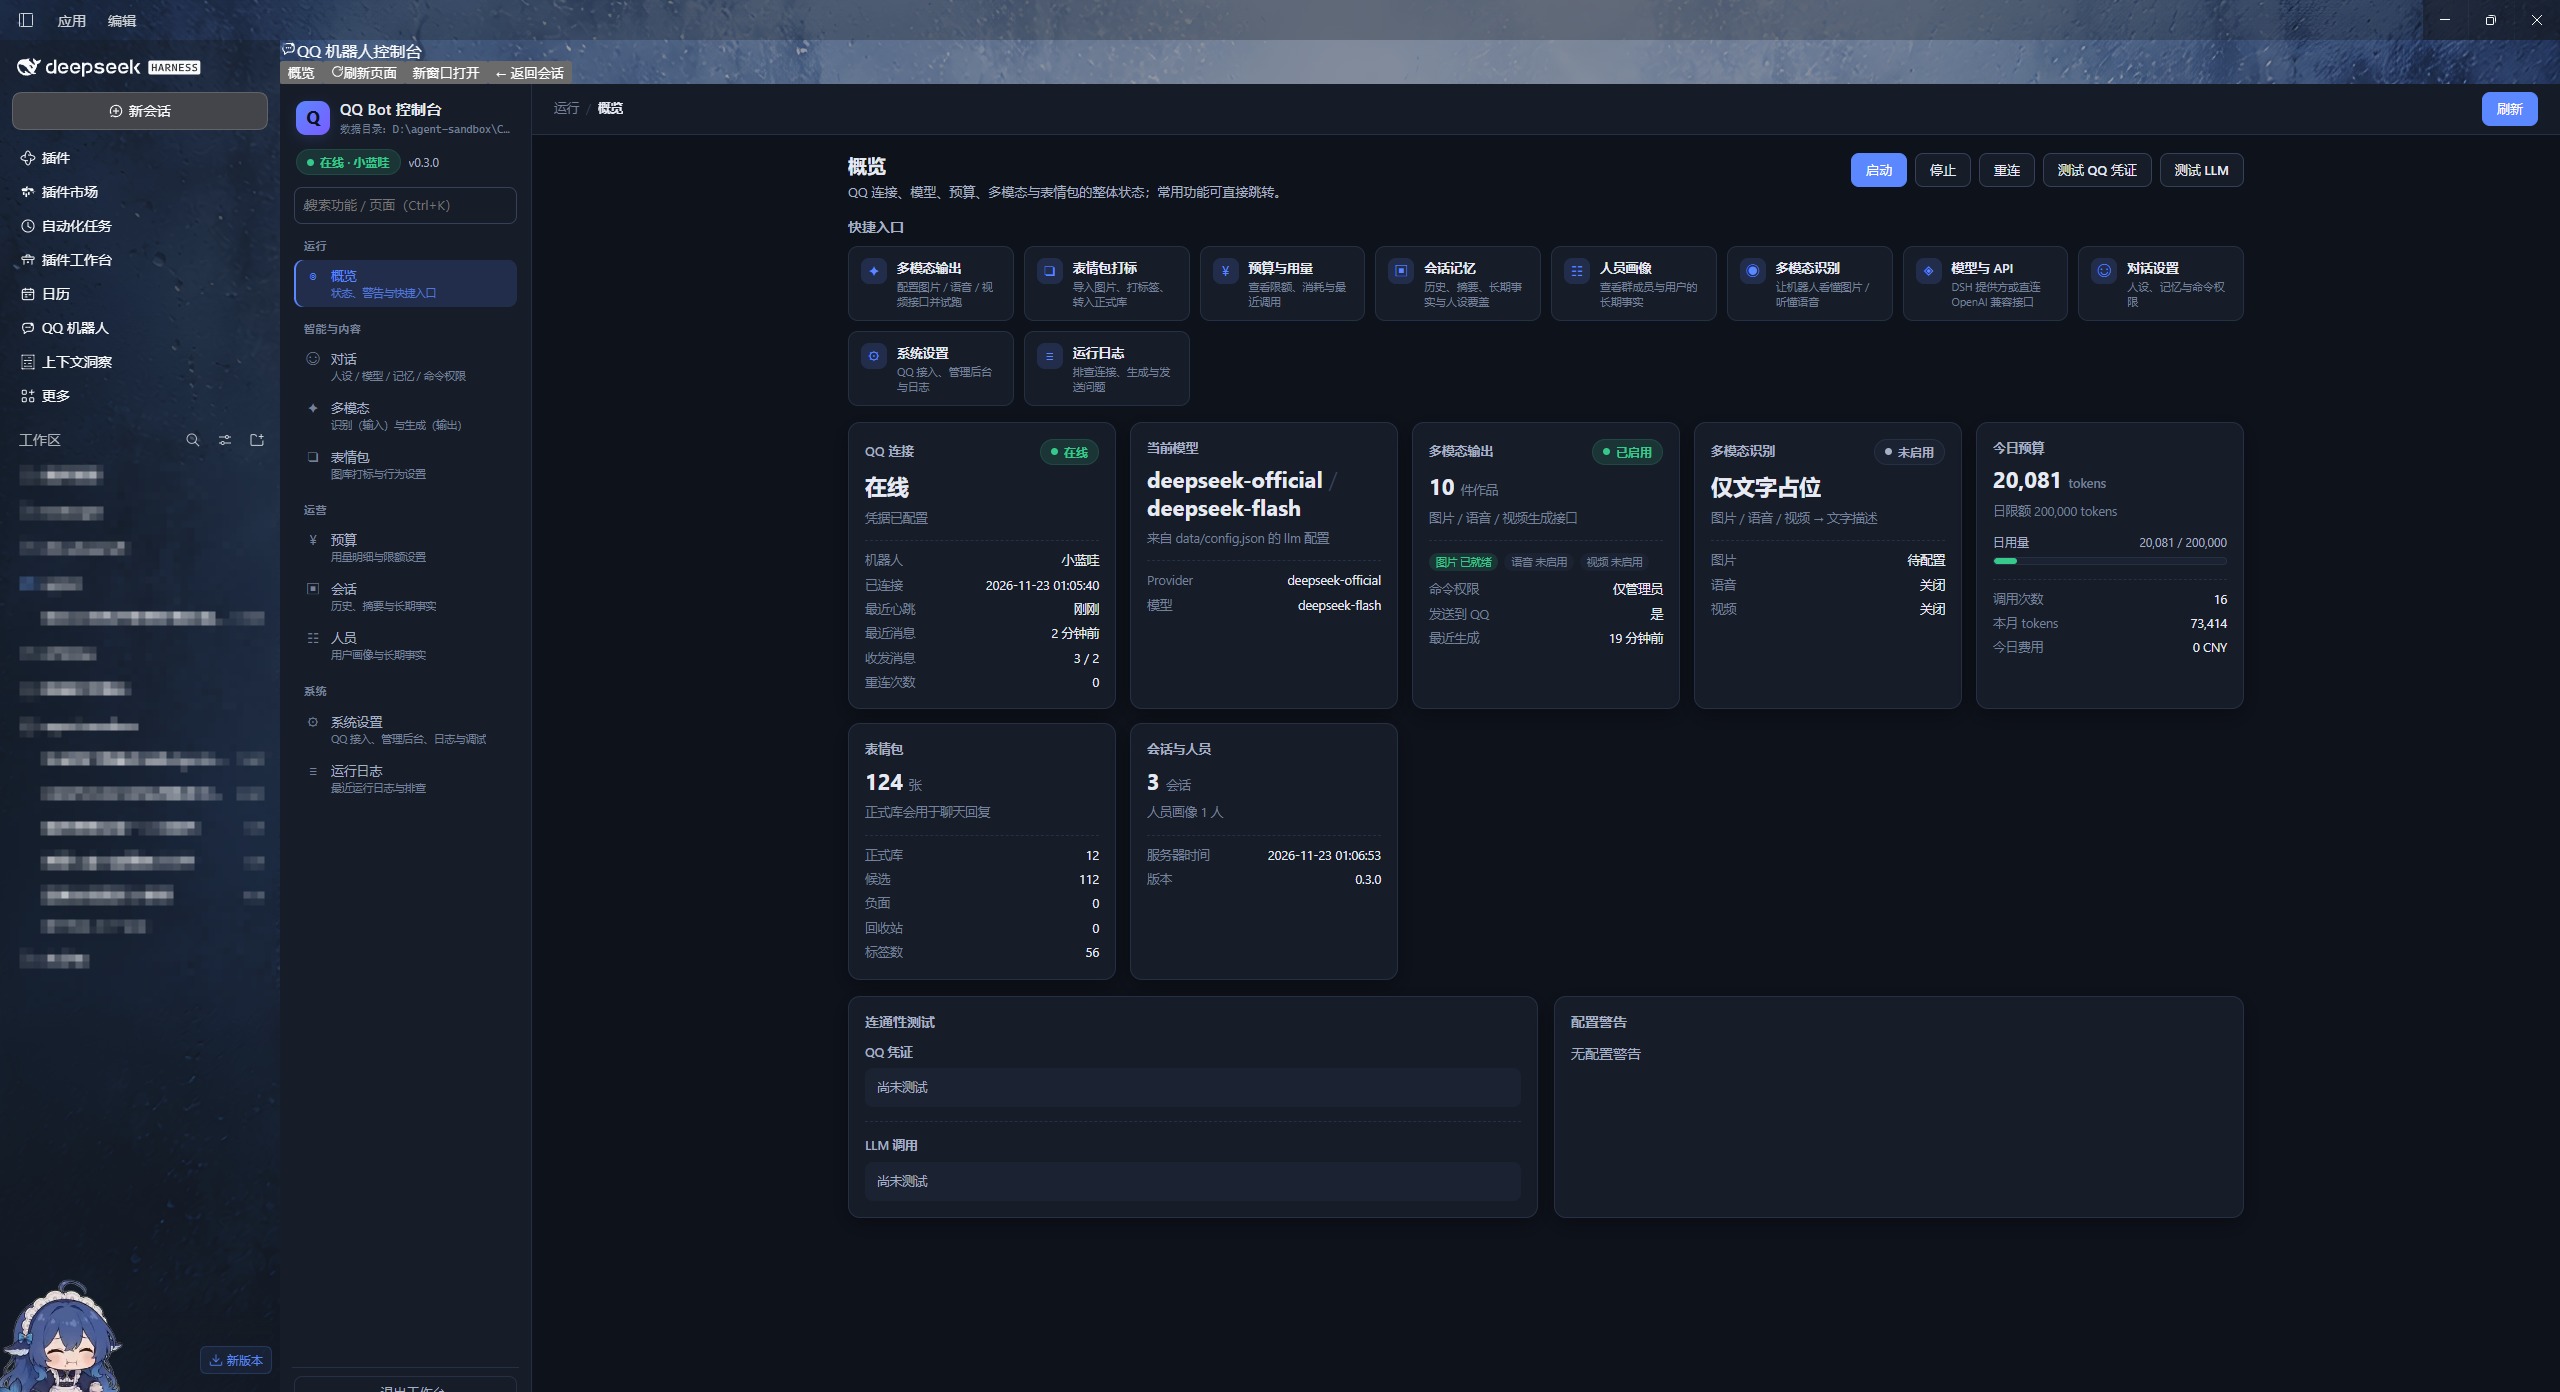 应用 编辑
deepseek HARNESS
新会话
插件
插件市场
自动化任务
插件工作台
日历
QQ 机器人
上下文洞察
更多
工作区
新版本
QQ 机器人控制台
概览 刷新页面 新窗口打开 ← 返回会话
Q
QQ Bot 控制台
数据目录：D:\agent-sandbox\C...
在线 · 小蓝哇 v0.3.0
搜索功能 / 页面（Ctrl+K）
运行
概览
状态、警告与快捷入口
智能与内容
对话
人设 / 模型 / 记忆 / 命令权限
多模态
识别（输入）与生成（输出）
表情包
图库打标与行为设置
运营
¥ 预算
用量明细与限额设置
会话
历史、摘要与长期事实
人员
用户画像与长期事实
系统
系统设置
QQ 接入、管理后台、日志与调试
运行日志
最近运行日志与排查
退出工作台
运行 / 概览
刷新
概览
QQ 连接、模型、预算、多模态与表情包的整体状态；常用功能可直接跳转。
启动 停止 重连 测试 QQ 凭证 测试 LLM
快捷入口
多模态输出
配置图片 / 语音 / 视
频接口并试跑
表情包打标
导入图片、打标签、
转入正式库
¥ 预算与用量
查看限额、消耗与最
近调用
会话记忆
历史、摘要、长期事
实与人设覆盖
人员画像
查看群成员与用户的
长期事实
多模态识别
让机器人看懂图片 /
听懂语音
模型与 API
DSH 提供方或直连
OpenAI 兼容接口
对话设置
人设、记忆与命令权
限
系统设置
QQ 接入、管理后台
与日志
运行日志
排查连接、生成与发
送问题
QQ 连接 在线
在线
凭据已配置
机器人 小蓝哇
已连接 2026-11-23 01:05:40
最近心跳 刚刚
最近消息 2 分钟前
收发消息 3 / 2
重连次数 0
当前模型
deepseek-official /
deepseek-flash
来自 data/config.json 的 llm 配置
Provider deepseek-official
模型 deepseek-flash
多模态输出 已启用
10 件作品
图片 / 语音 / 视频生成接口
图片 已就绪 语音 未启用 视频 未启用
命令权限 仅管理员
发送到 QQ 是
最近生成 19 分钟前
多模态识别 未启用
仅文字占位
图片 / 语音 / 视频 → 文字描述
图片 待配置
语音 关闭
视频 关闭
今日预算
20,081 tokens
日限额 200,000 tokens
日用量 20,081 / 200,000
调用次数 16
本月 tokens 73,414
今日费用 0 CNY
表情包
124 张
正式库会用于聊天回复
正式库 12
候选 112
负面 0
回收站 0
标签数 56
会话与人员
3 会话
人员画像 1 人
服务器时间 2026-11-23 01:06:53
版本 0.3.0
连通性测试
QQ 凭证
尚未测试
LLM 调用
尚未测试
配置警告
无配置警告